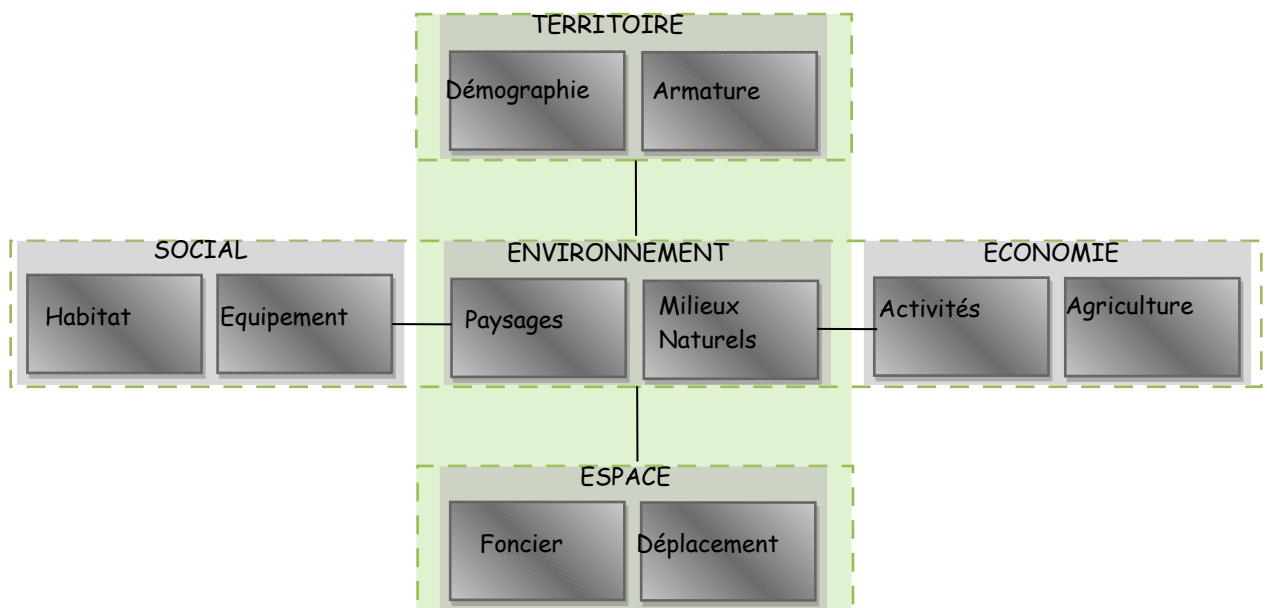 TERRITOIRE
Démographie
Armature
SOCIAL
Habitat
Equipement
ENVIRONNEMENT
Paysages
Milieux
Naturels
ECONOMIE
Activités
Agriculture
ESPACE
Foncier
Déplacement